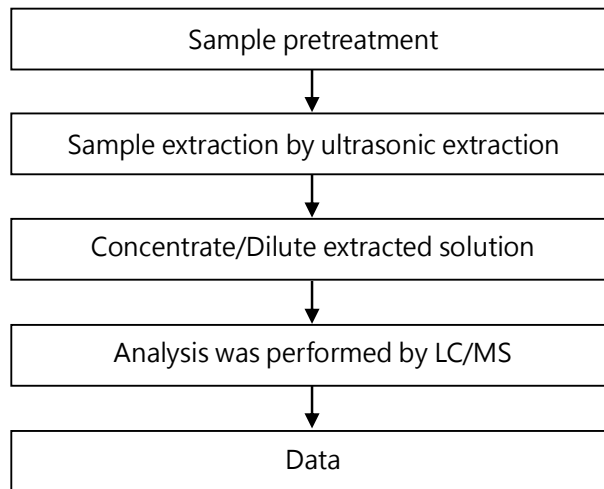 Sample pretreatment
Sample extraction by ultrasonic extraction
Concentrate/Dilute extracted solution
Analysis was performed by LC/MS
Data